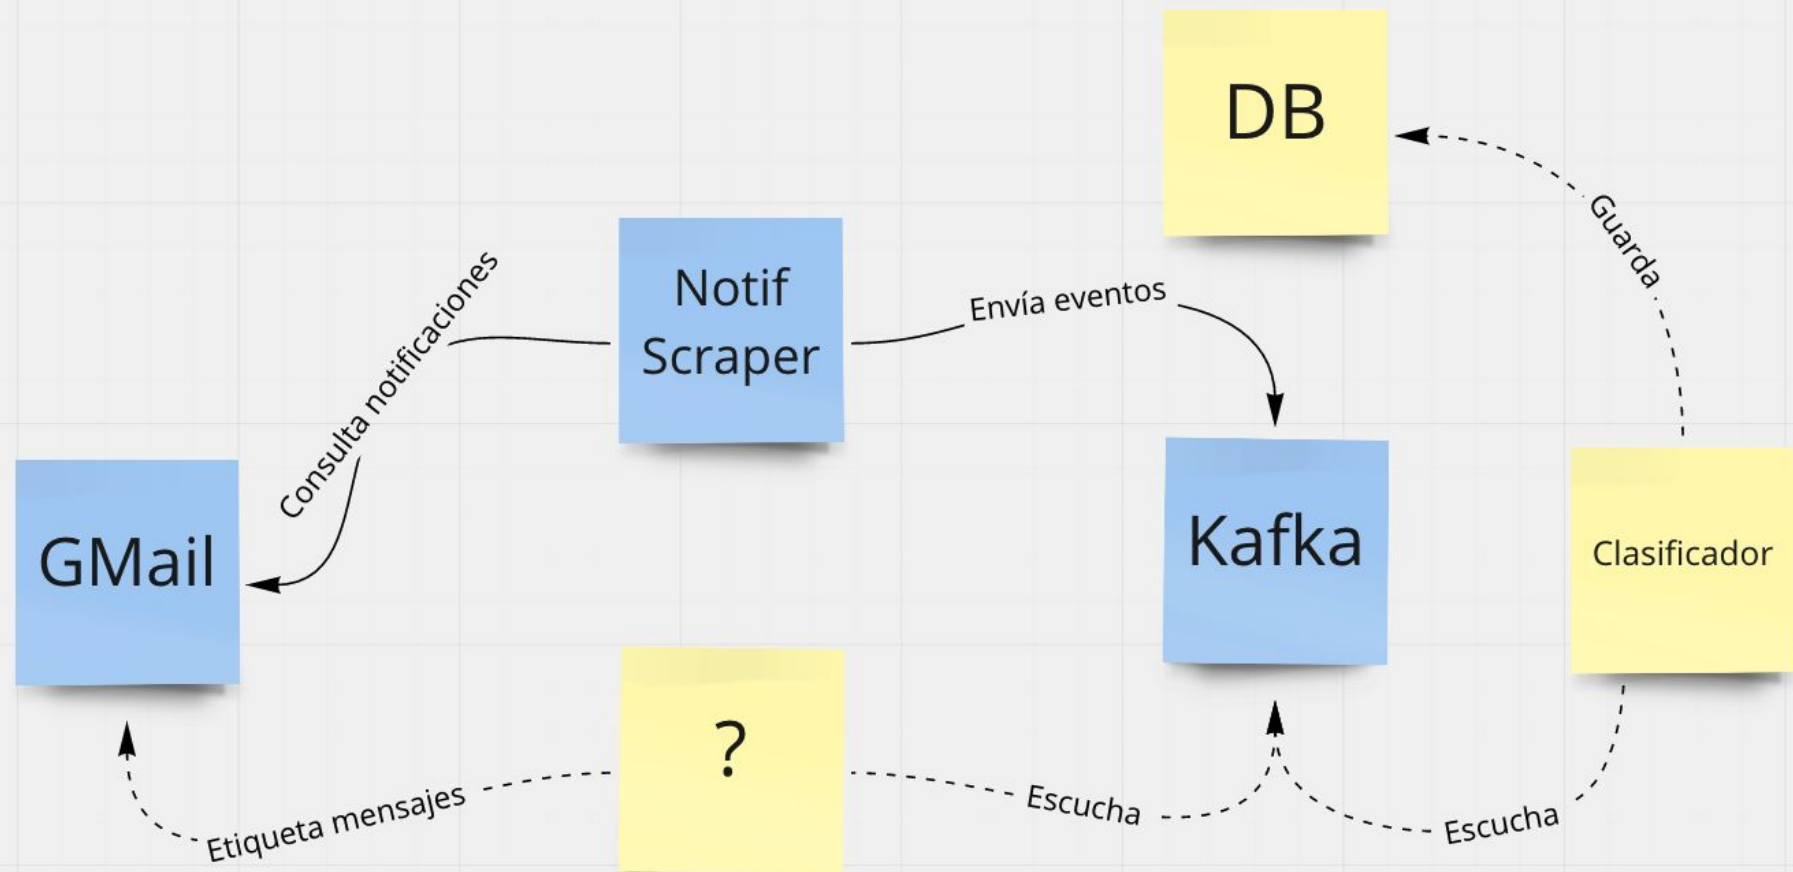 DB
Guarda
Notif
Scraper
Envía eventos
Consulta notificaciones
GMail
Kafka
Clasificador
?
Etiqueta mensajes
Escucha
Escucha